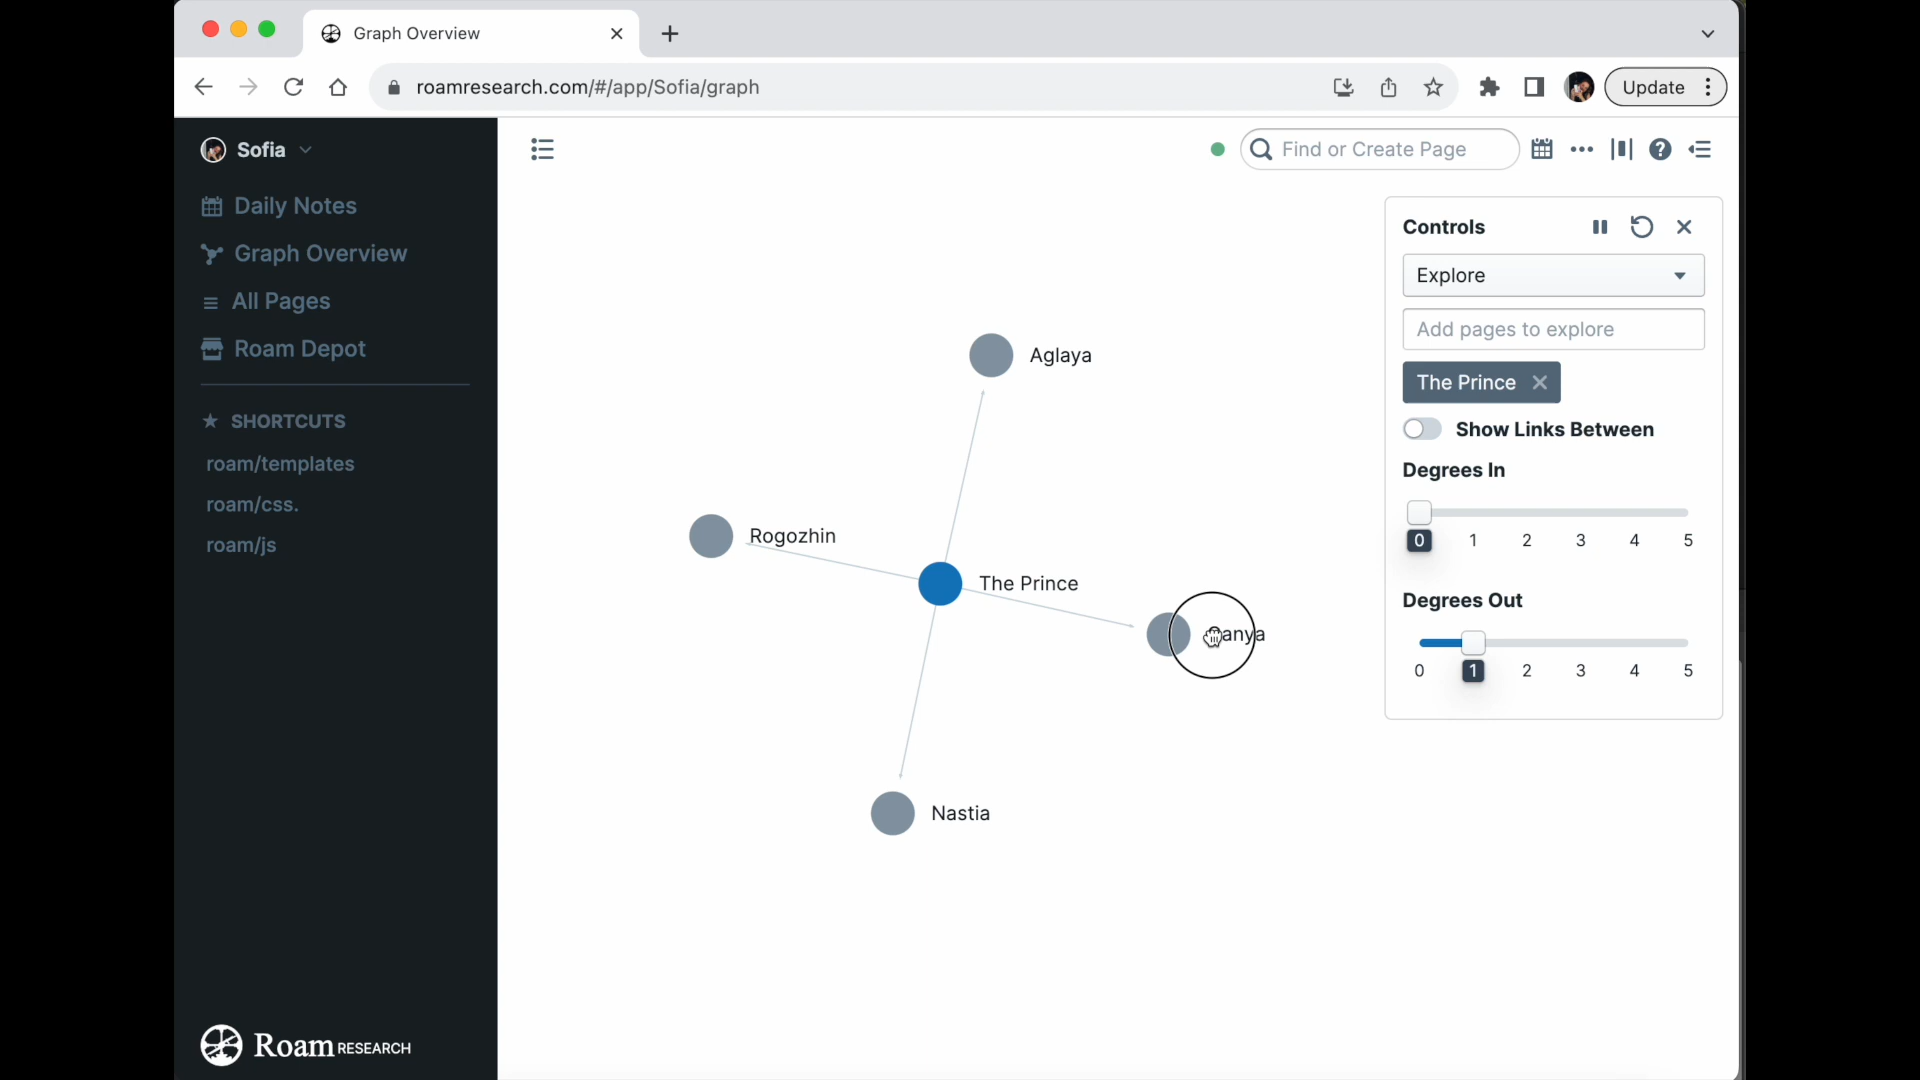 Graph Overview
roamresearch.com/#/app/Sofia/graph
Update
Sofia
Find or Create Page
Daily Notes
Graph Overview
All Pages
Roam Depot
SHORTCUTS
roam/templates
roam/css.
roam/js
Roam RESEARCH
Aglaya
Rogozhin
The Prince
anya
Nastia
Controls
Explore
Add pages to explore
The Prince
Show Links Between
Degrees In
0 1 2 3 4 5
Degrees Out
0 1 2 3 4 5